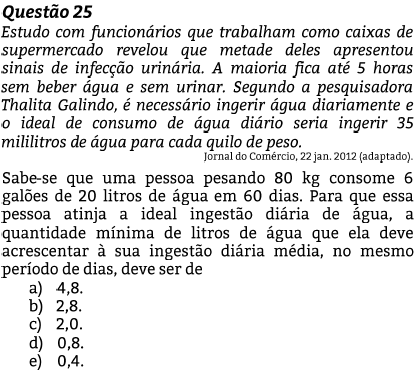 Questão 25
Estudo com funcionários que trabalham como caixas de
supermercado revelou que metade deles apresentou
sinais de infecção urinária. A maioria fica até 5 horas
sem beber água e sem urinar. Segundo a pesquisadora
Thalita Galindo, é necessário ingerir água diariamente e
o ideal de consumo de água diário seria ingerir 35
mililitros de água para cada quilo de peso.
Jornal do Comércio, 22 jan. 2012 (adaptado).
Sabe-se que uma pessoa pesando 80 kg consome 6
galões de 20 litros de água em 60 dias. Para que essa
pessoa atinja a ideal ingestão diária de água, a
quantidade mínima de litros de água que ela deve
acrescentar à sua ingestão diária média, no mesmo
período de dias, deve ser de
a) 4,8.
b) 2,8.
c) 2,0.
d) 0,8.
e) 0,4.